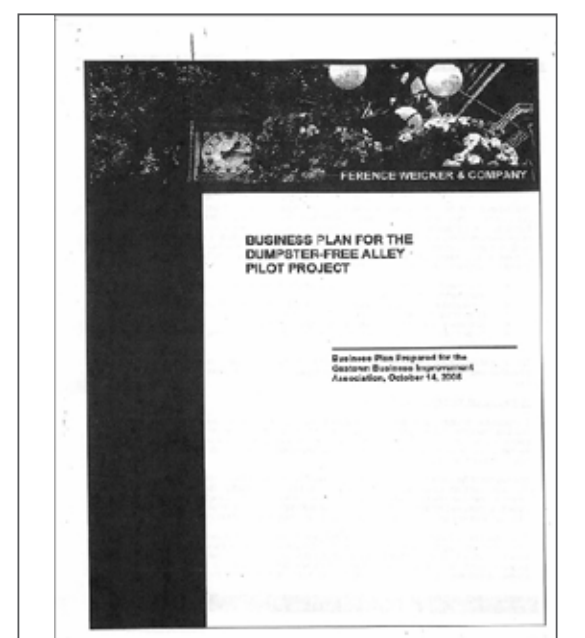 FERENCE WEICKER & COMPANY
BUSINESS PLAN FOR THE
DUMPSTER-FREE ALLEY
PILOT PROJECT
Business Plan Prepared for the
Gastown Business Improvement
Association, October 14, 2008